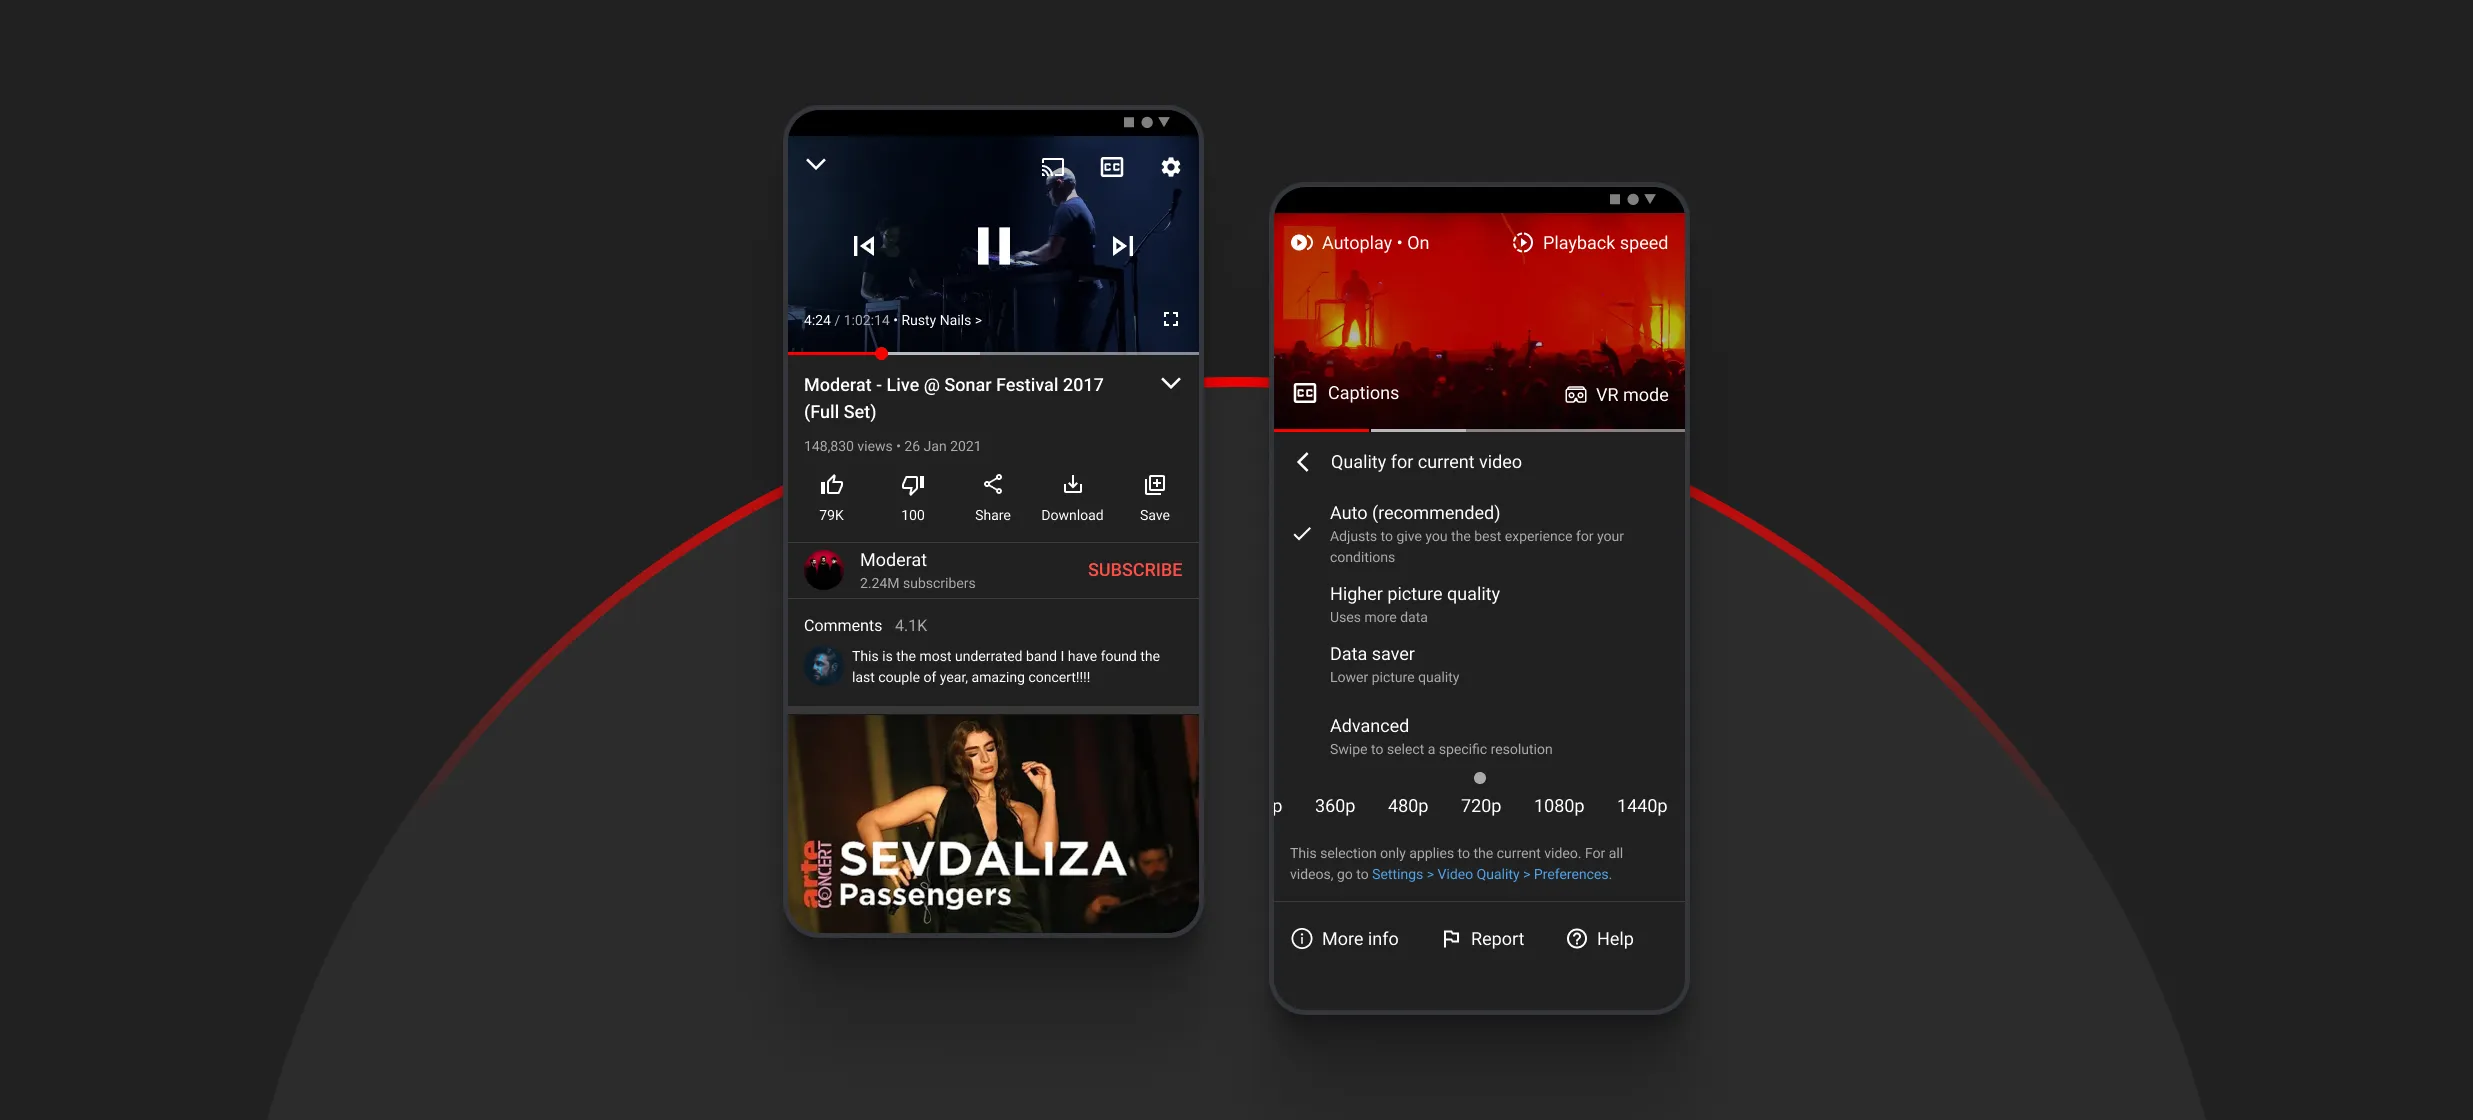 4:24 / 1:02:14 • Rusty Nails >
Moderat - Live @ Sonar Festival 2017
(Full Set)
148,830 views • 26 Jan 2021
79K
100
Share
Download
Save
Moderat
2.24M subscribers
SUBSCRIBE
Comments 4.1K
This is the most underrated band I have found the
last couple of year, amazing concert!!!!
arte
CONCERT
SEVDALIZA
Passengers
Autoplay • On
Playback speed
CC Captions
VR mode
Quality for current video
Auto (recommended)
Adjusts to give you the best experience for your
conditions
Higher picture quality
Uses more data
Data saver
Lower picture quality
Advanced
Swipe to select a specific resolution
p 360p 480p 720p 1080p 1440p
This selection only applies to the current video. For all
videos, go to Settings > Video Quality > Preferences.
More info
Report
Help